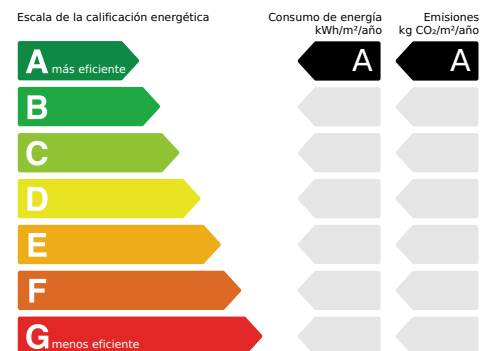 Escala de la calificación energética
Consumo de energía
kWh/m²/año
Emisiones
kg CO₂/m²/año
A más eficiente
A
A
B
C
D
E
F
G menos eficiente